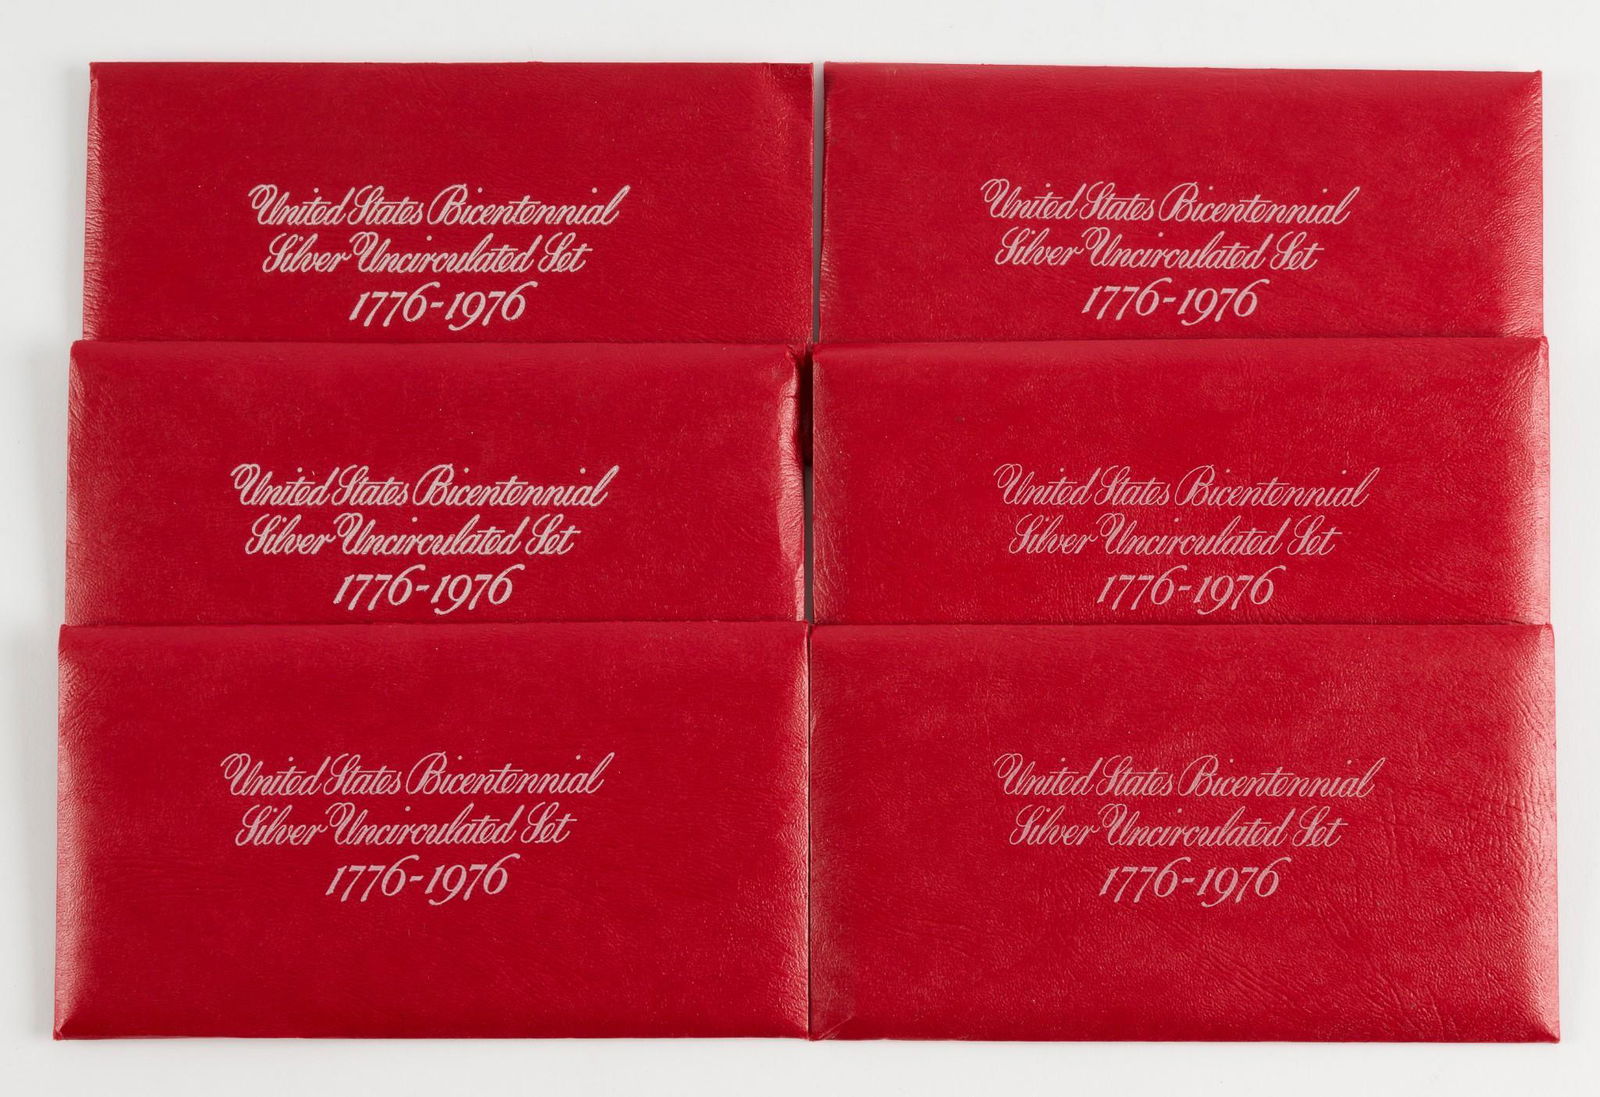 United States Bicentennial
Silver Uncirculated Set
1776-1976
United States Bicentennial
Silver Uncirculated Set
1776-1976
United States Bicentennial
Silver Uncirculated Set
1776-1976
United States Bicentennial
Silver Uncirculated Set
1776-1976
United States Bicentennial
Silver Uncirculated Set
1776-1976
United States Bicentennial
Silver Uncirculated Set
1776-1976